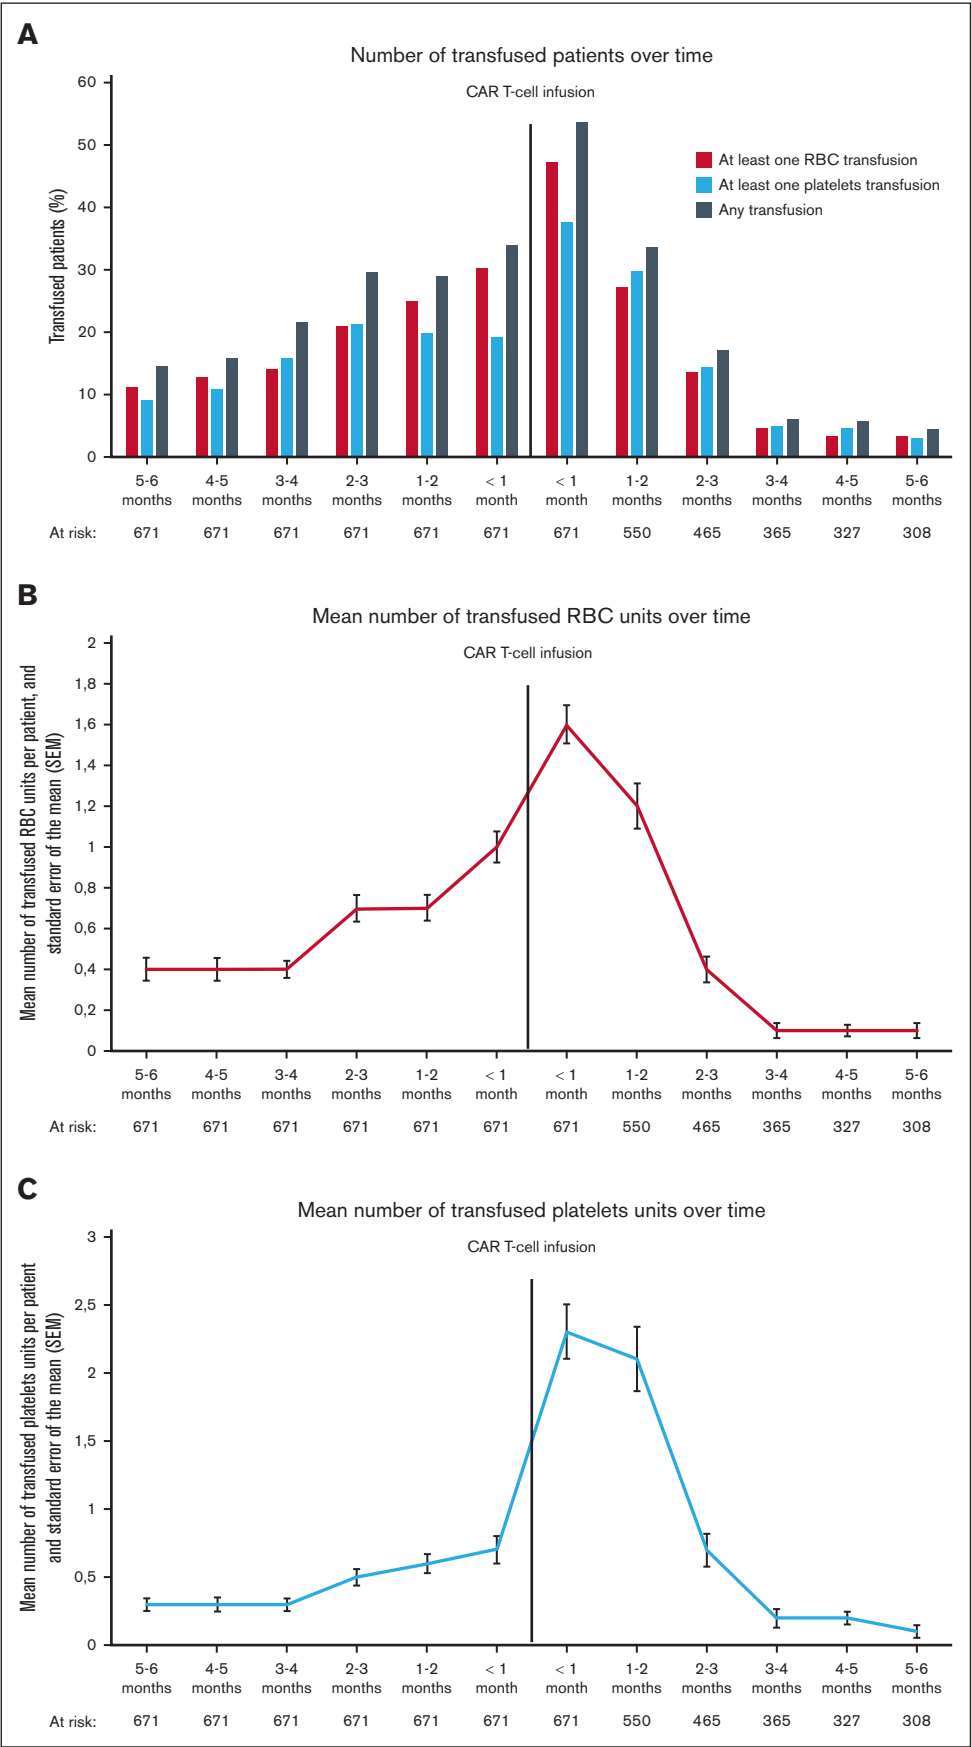 A
Number of transfused patients over time
CAR T-cell infusion
Transfused patients (%)
60
50
40
30
20
10
0
At least one RBC transfusion
At least one platelets transfusion
Any transfusion
5-6 4-5 3-4 2-3 1-2 < 1 < 1 1-2 2-3 3-4 4-5 5-6
months months months months months month month months months months months months
At risk: 671 671 671 671 671 671 671 550 465 365 327 308
B
Mean number of transfused RBC units over time
CAR T-cell infusion
Mean number of transfused RBC units per patient, and
standard error of the mean (SEM)
2
1,8
1,6
1,4
1,2
1
0,8
0,6
0,4
0,2
0
5-6 4-5 3-4 2-3 1-2 < 1 < 1 1-2 2-3 3-4 4-5 5-6
months months months months months month month months months months months months
At risk: 671 671 671 671 671 671 671 550 465 365 327 308
C
Mean number of transfused platelets units over time
CAR T-cell infusion
Mean number of transfused platelets units per patient
and standard error of the mean (SEM)
3
2,5
2
1,5
1
0,5
0
5-6 4-5 3-4 2-3 1-2 < 1 < 1 1-2 2-3 3-4 4-5 5-6
months months months months months month month months months months months months
At risk: 671 671 671 671 671 671 671 550 465 365 327 308